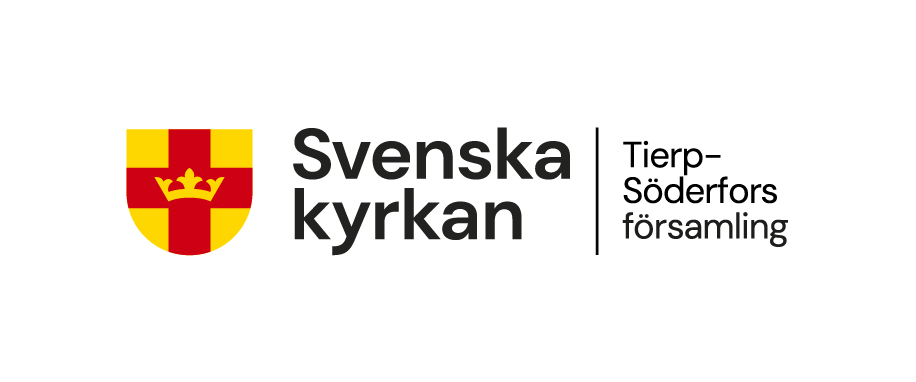 Svenska
kyrkan
Tierp-
Söderfors
församling